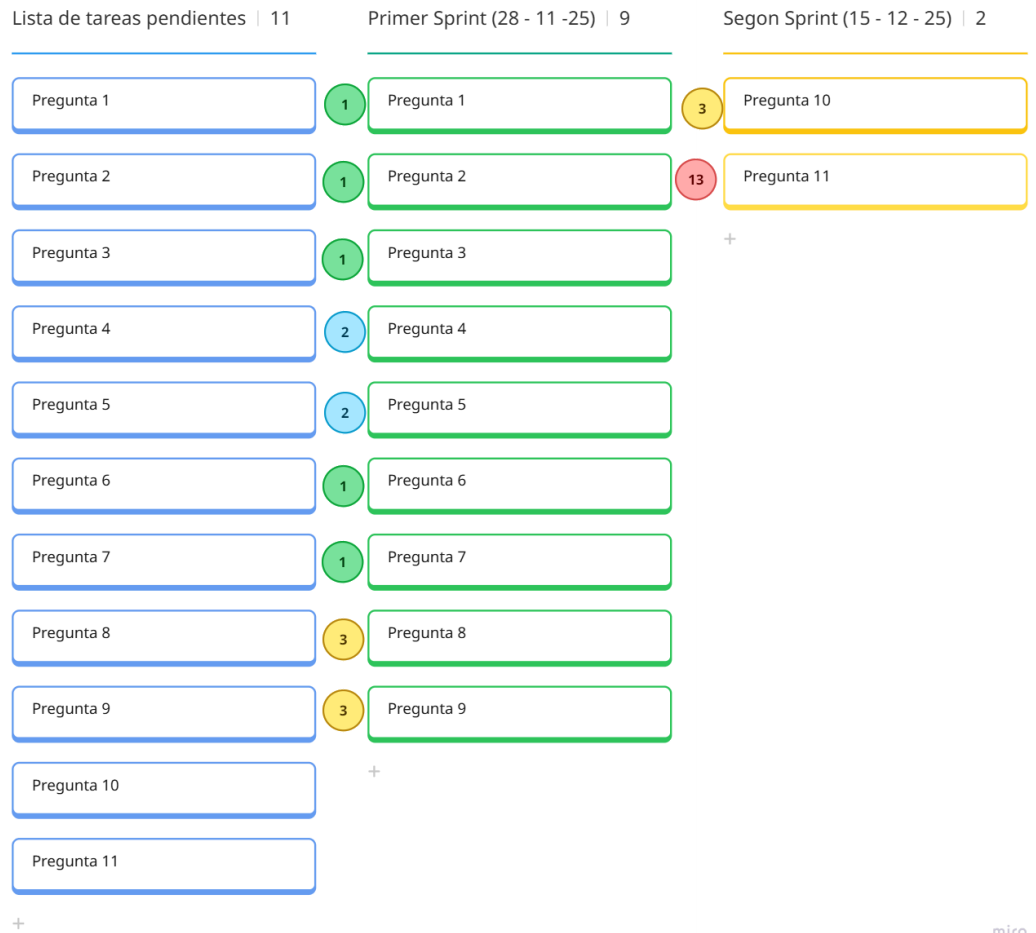 Lista de tareas pendientes | 11
Pregunta 1
Pregunta 2
Pregunta 3
Pregunta 4
Pregunta 5
Pregunta 6
Pregunta 7
Pregunta 8
Pregunta 9
Pregunta 10
Pregunta 11
+
Primer Sprint (28 - 11 -25) | 9
1 Pregunta 1
1 Pregunta 2
1 Pregunta 3
2 Pregunta 4
2 Pregunta 5
1 Pregunta 6
1 Pregunta 7
3 Pregunta 8
3 Pregunta 9
+
Segon Sprint (15 - 12 - 25) | 2
3 Pregunta 10
13 Pregunta 11
+
miro